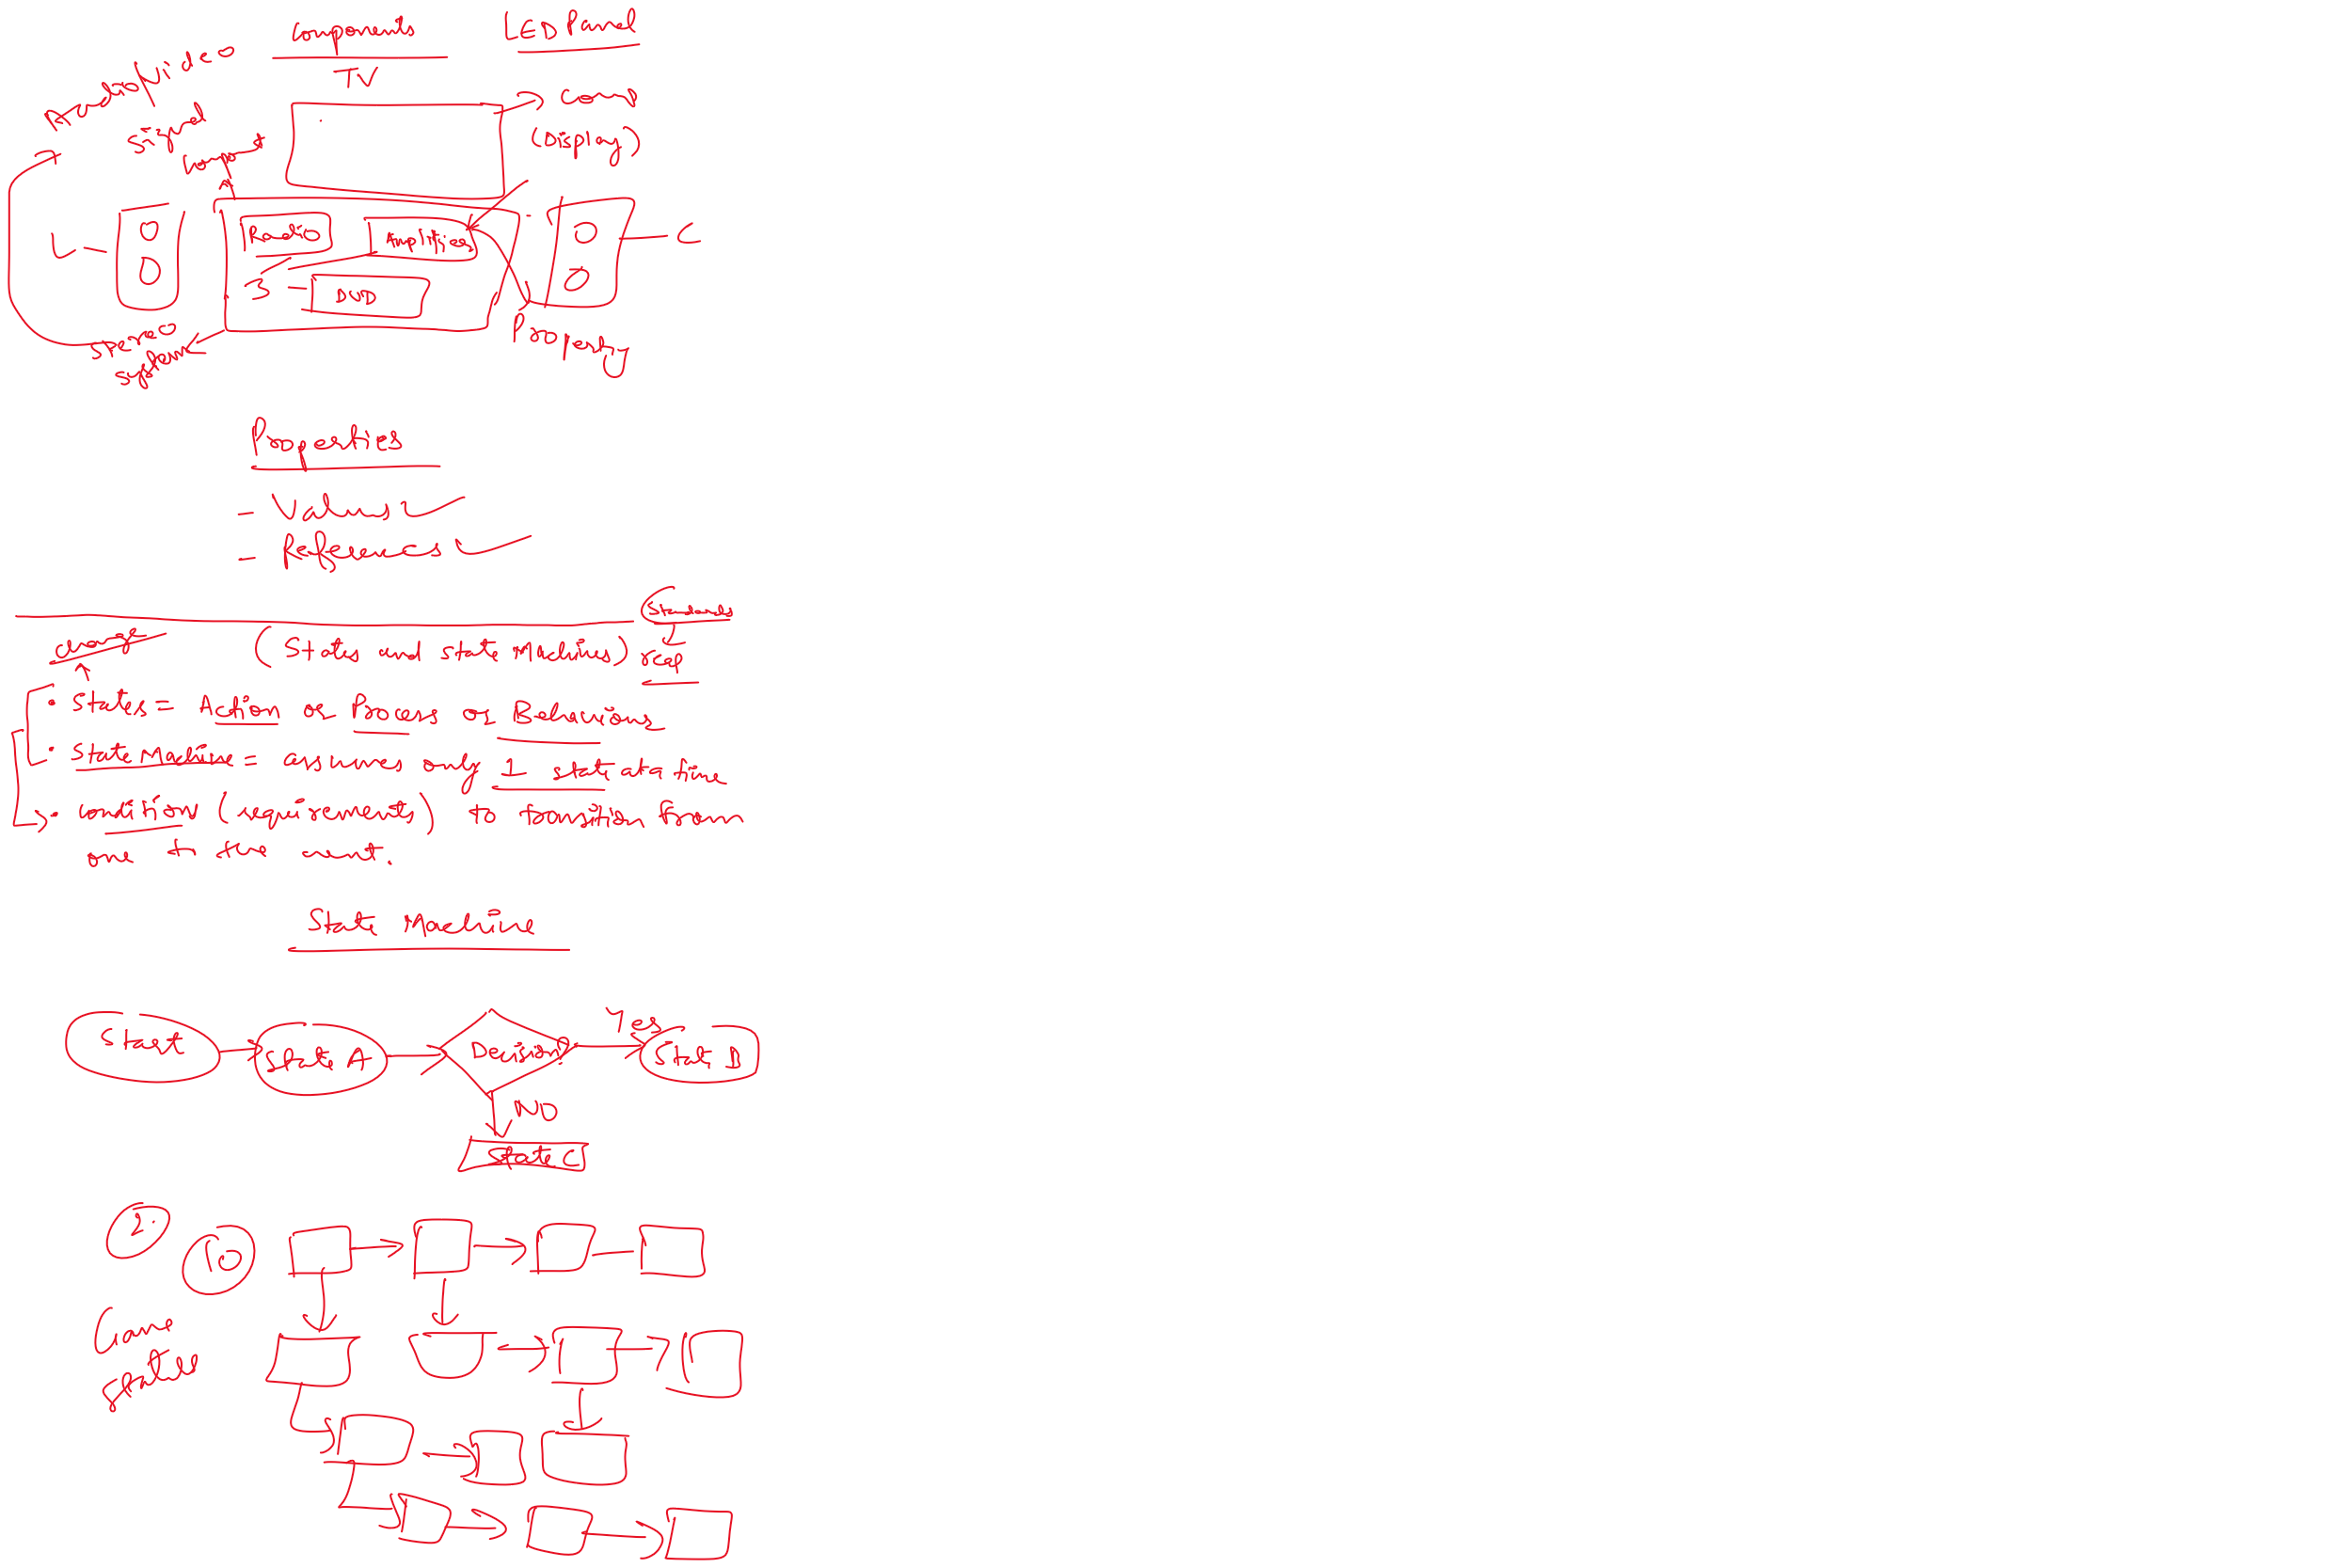 Components
LED Panel
TV
Audio/Video
signal
output
comp
(Display)
L
Radio
Amplifier
3
DVD
C
stereo
system
Property
Properties
- Values
- References
Standards
change
(States and state Machines)
req
• States = Action or Process or Behaviours
• State Machine = assumes only 1 state at a time
• condition (requirements) to transition from
one to the next.
State Machine
Start
State A
Decision?
Yes
State B
NO
State C
2.
10
Game